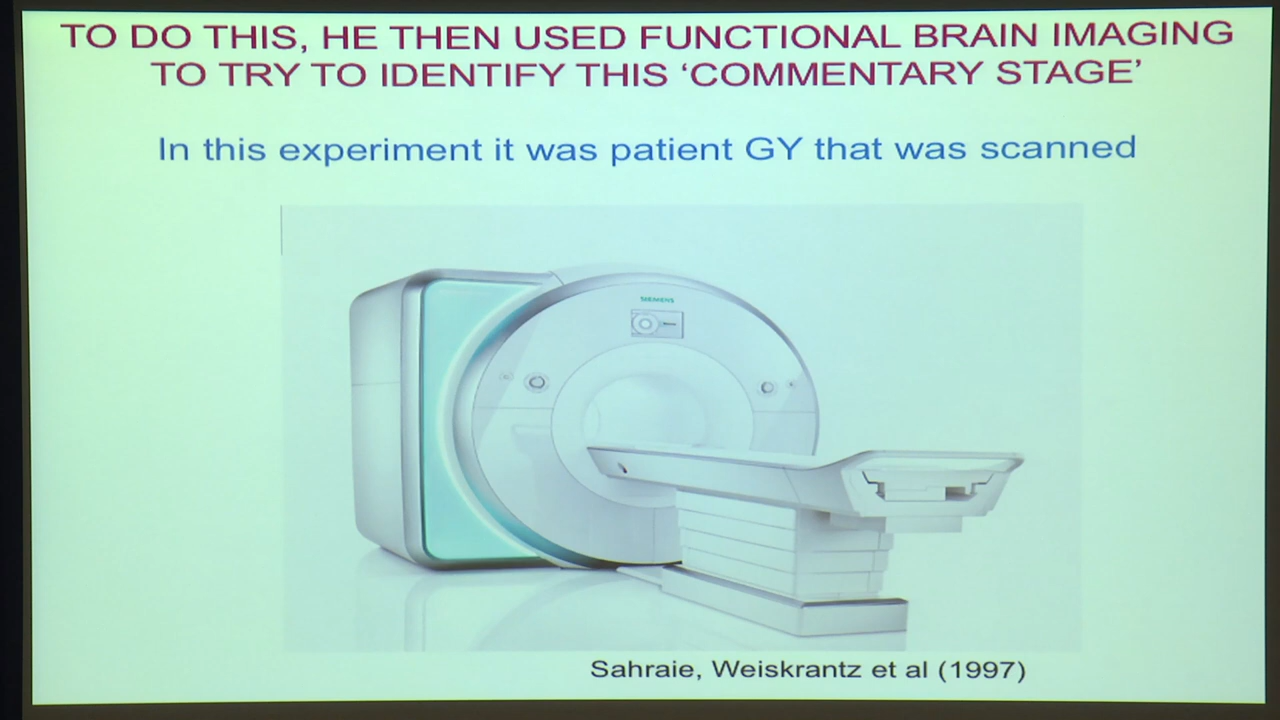 TO DO THIS, HE THEN USED FUNCTIONAL BRAIN IMAGING
TO TRY TO IDENTIFY THIS ‘COMMENTARY STAGE’
In this experiment it was patient GY that was scanned
SIEMENS
Sahraie, Weiskrantz et al (1997)